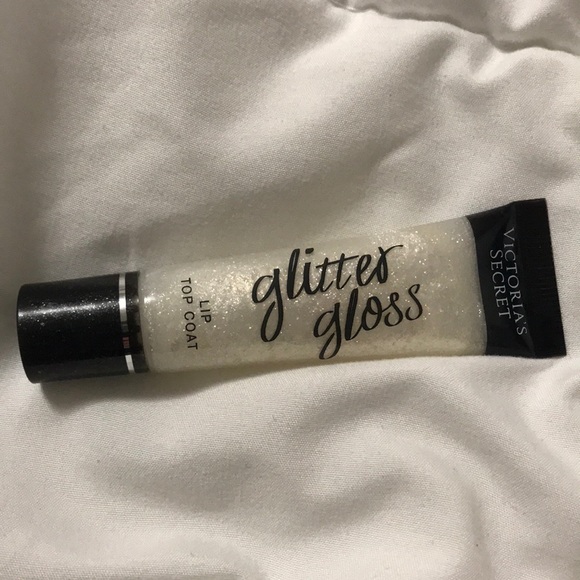 glitter
gloss
LIP
TOP COAT
VICTORIA'S
SECRET